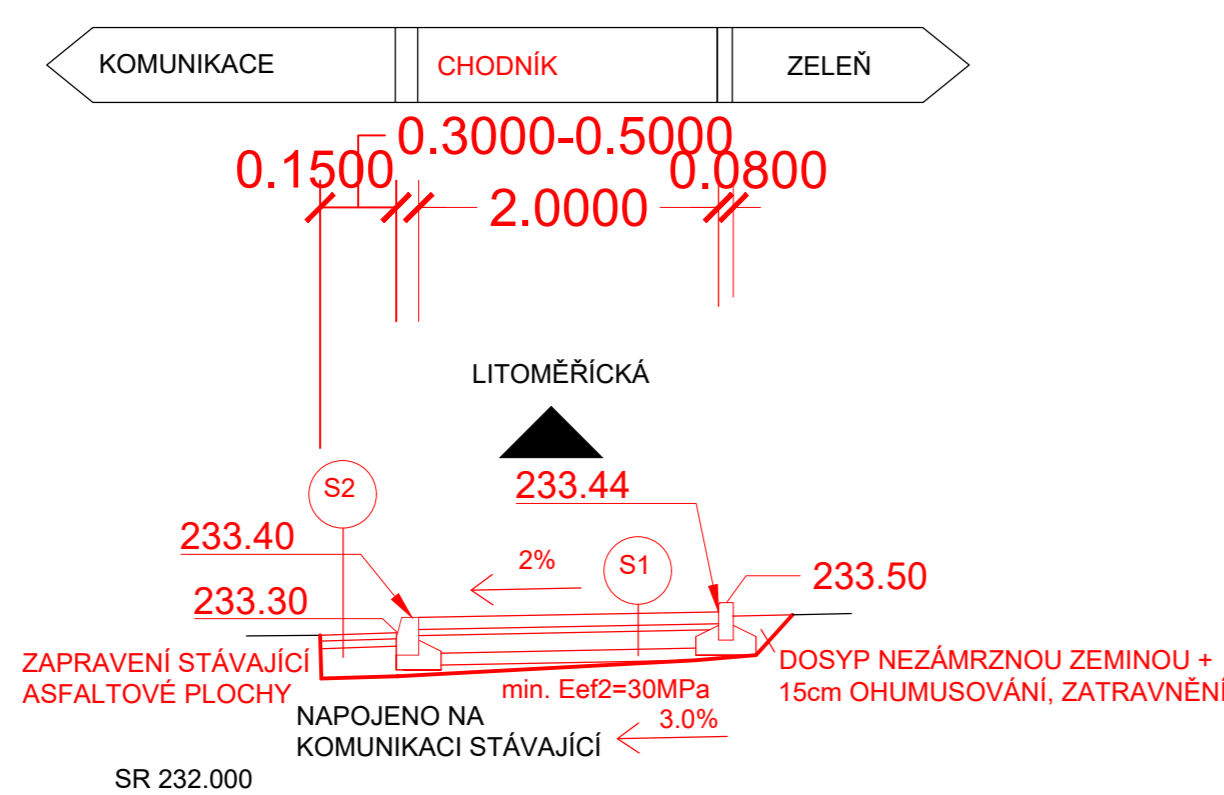 KOMUNIKACE
CHODNÍK
ZELEŇ
0.3000-0.5000
0.1500
0.0800
2.0000
LITOMĚŘÍCKÁ
S2
233.44
233.40
2%
S1
233.50
233.30
ZAPRAVENÍ STÁVAJÍCÍ
ASFALTOVÉ PLOCHY
DOSYP NEZÁMRZNOU ZEMINOU +
15cm OHUMUSOVÁNÍ, ZATRAVNĚNÍ
min. Eef2=30MPa
NAPOJENO NA
KOMUNIKACI STÁVAJÍCÍ
3.0%
SR 232.000